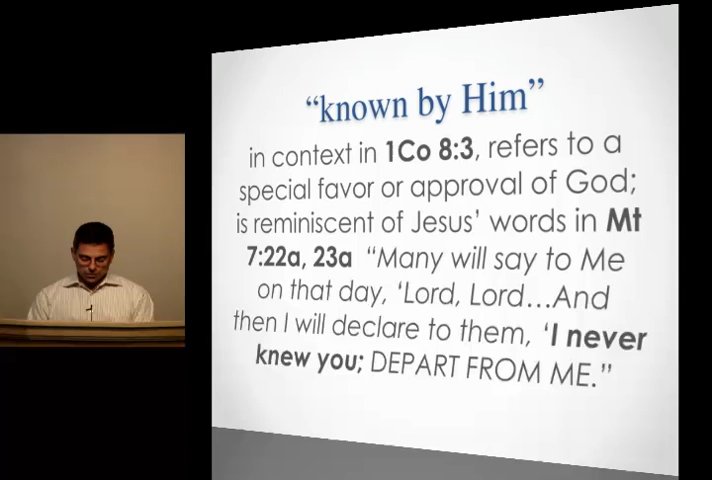 “known by Him”
in context in 1Co 8:3, refers to a
special favor or approval of God;
is reminiscent of Jesus’ words in Mt
7:22a, 23a “Many will say to Me
on that day, ‘Lord, Lord…And
then I will declare to them, ‘I never
knew you; DEPART FROM ME.”